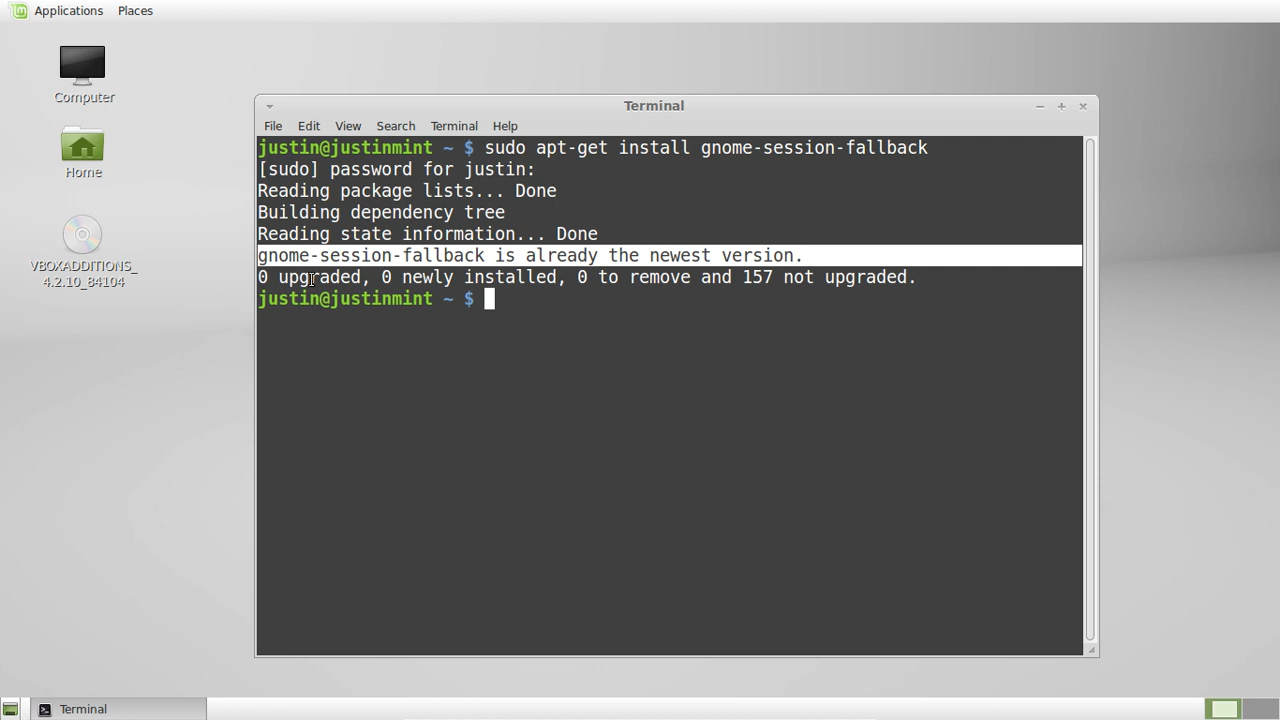 Applications Places
Computer
Home
VBOXADDITIONS_
4.2.10_84104
Terminal
File Edit View Search Terminal Help
justin@justinmint ~ $ sudo apt-get install gnome-session-fallback
[sudo] password for justin:
Reading package lists... Done
Building dependency tree
Reading state information... Done
gnome-session-fallback is already the newest version.
0 upgraded, 0 newly installed, 0 to remove and 157 not upgraded.
justin@justinmint ~ $
Terminal